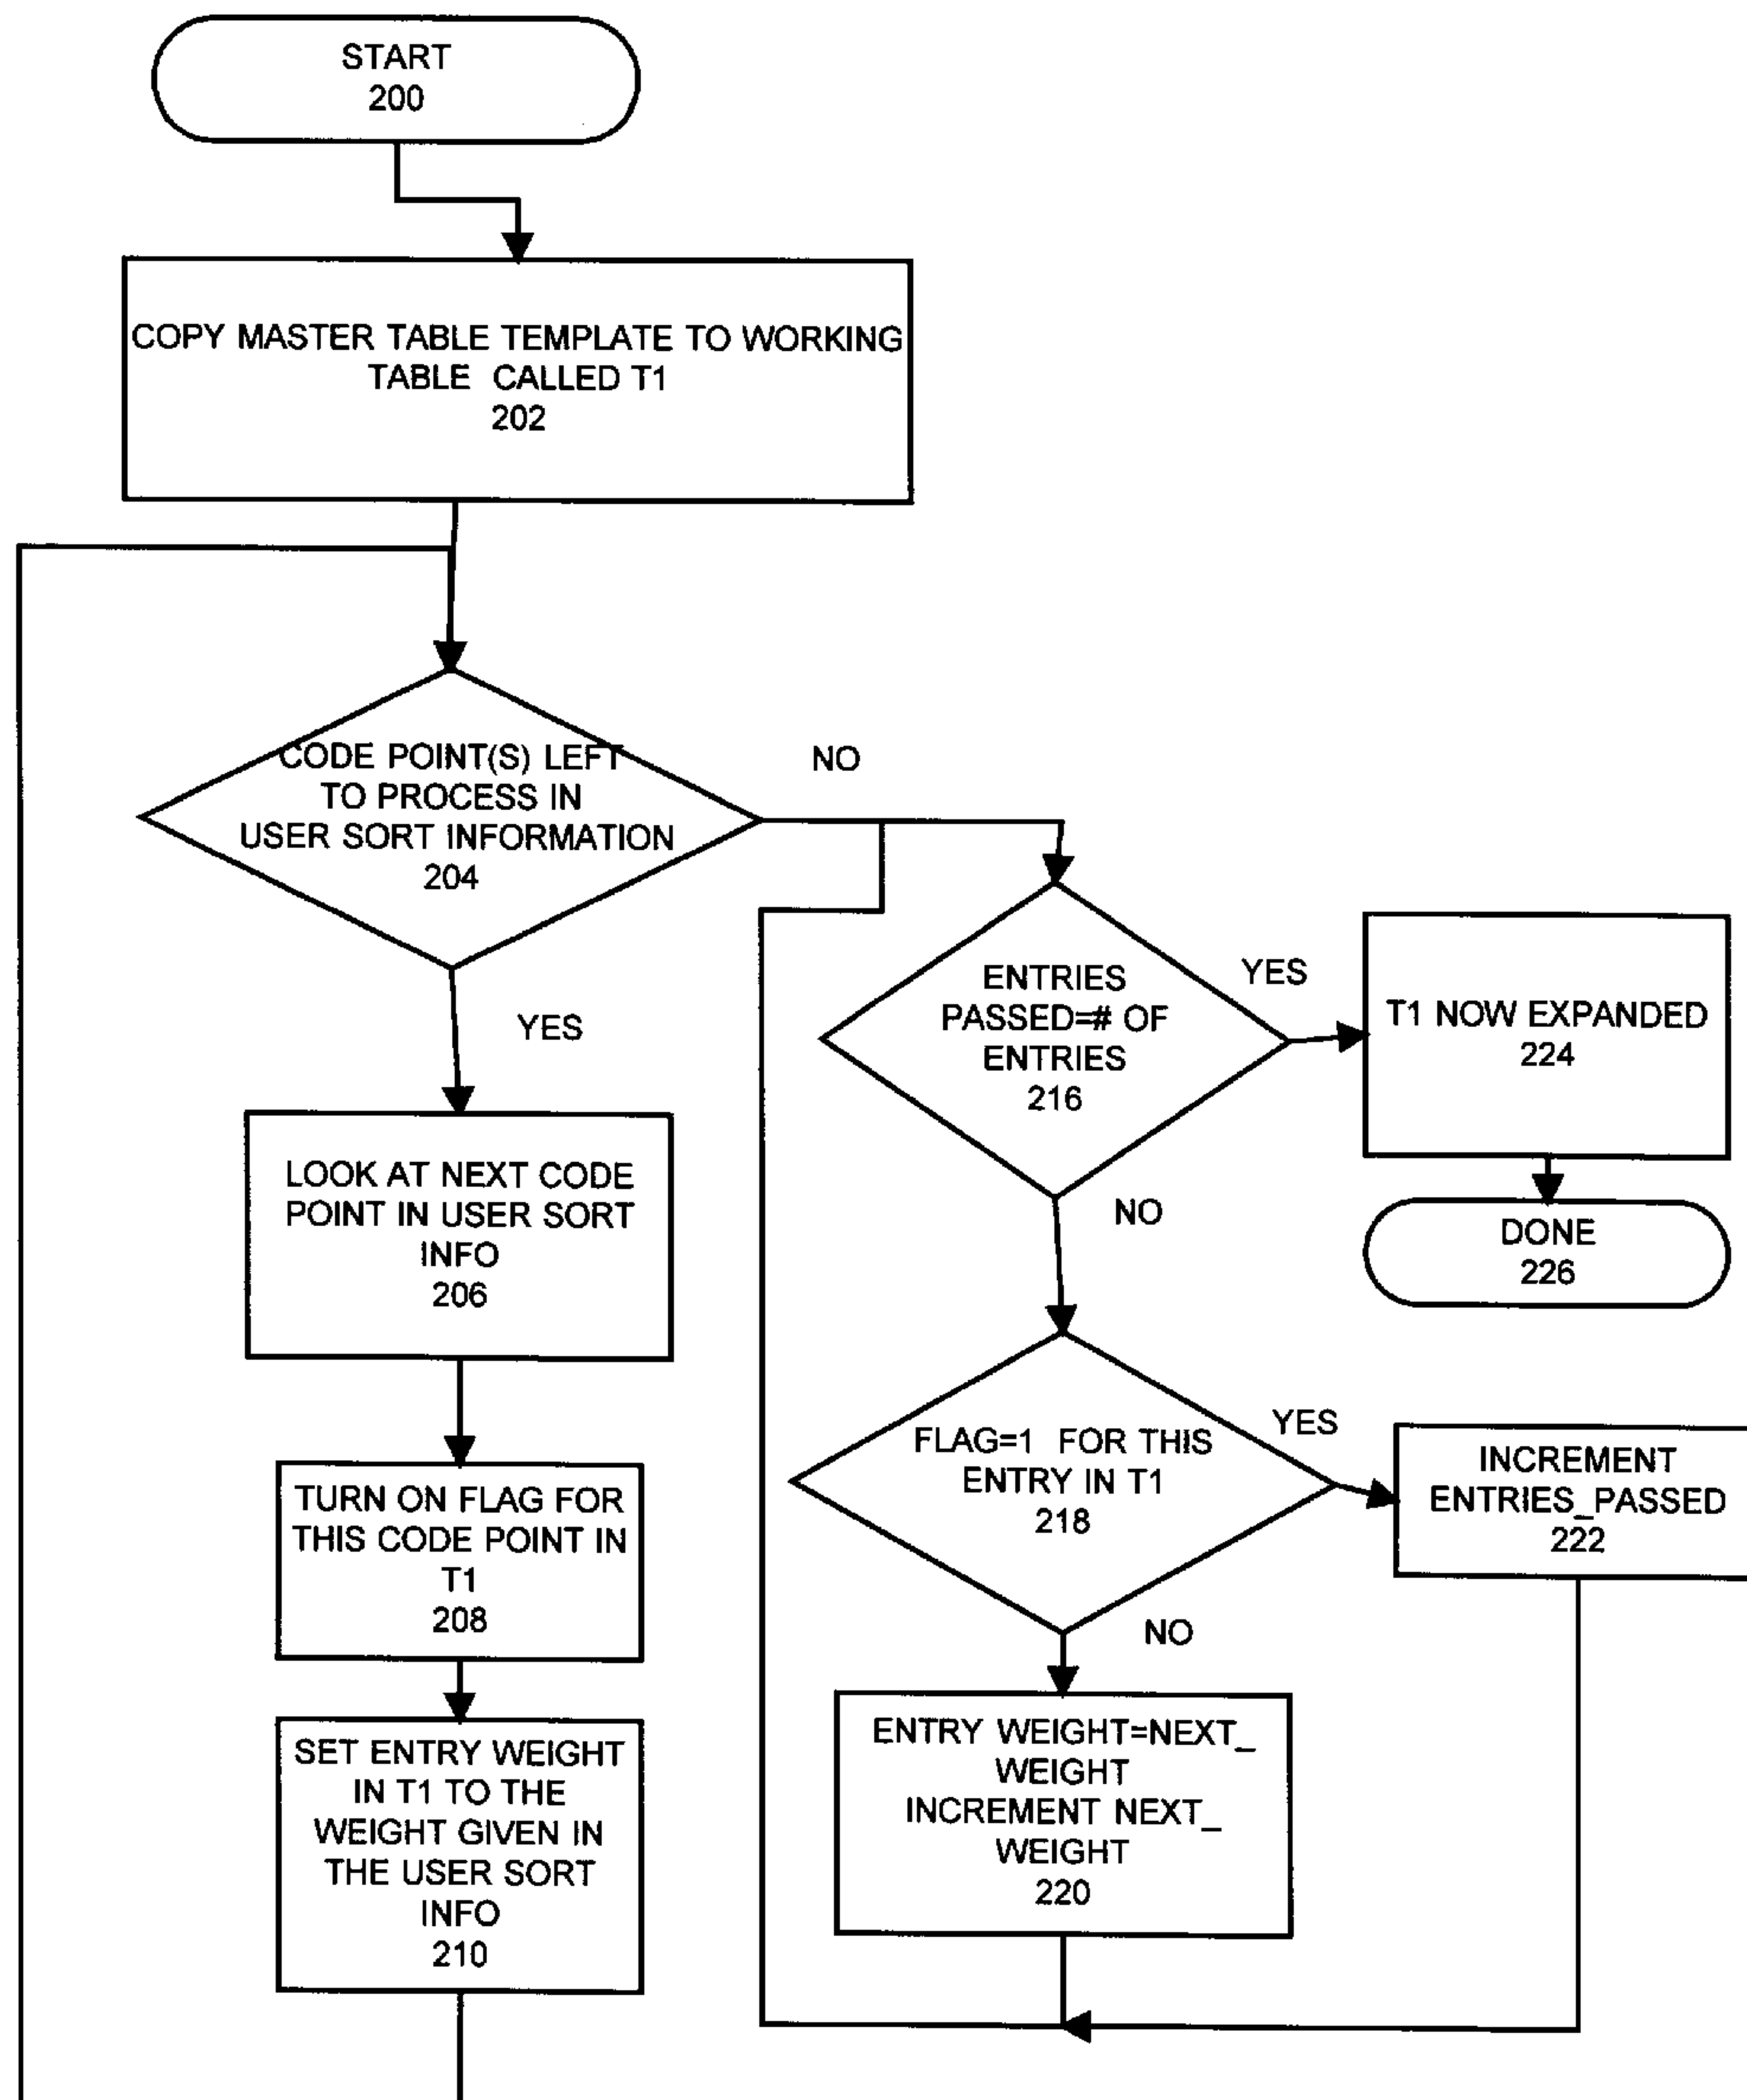 START
200
COPY MASTER TABLE TEMPLATE TO WORKING
TABLE CALLED T1
202
CODE POINT(S) LEFT
TO PROCESS IN
USER SORT INFORMATION
204
NO
YES
LOOK AT NEXT CODE
POINT IN USER SORT
INFO
206
TURN ON FLAG FOR
THIS CODE POINT IN
T1
208
SET ENTRY WEIGHT
IN T1 TO THE
WEIGHT GIVEN IN
THE USER SORT
INFO
210
ENTRIES
PASSED=# OF
ENTRIES
216
YES
T1 NOW EXPANDED
224
DONE
226
NO
FLAG=1 FOR THIS
ENTRY IN T1
218
YES
INCREMENT
ENTRIES_PASSED
222
NO
ENTRY WEIGHT=NEXT_
WEIGHT
INCREMENT NEXT_
WEIGHT
220